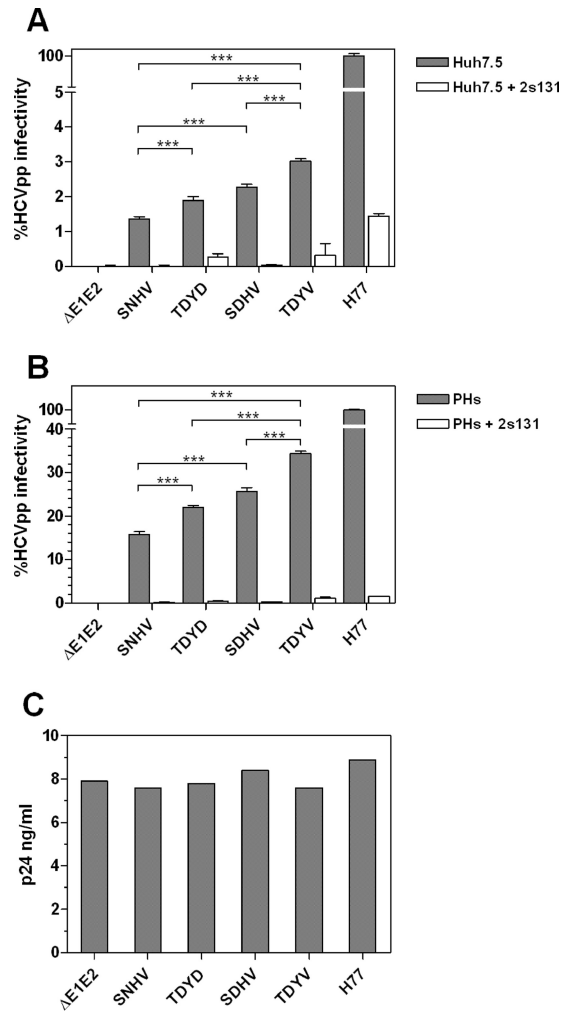 A
%HCVpp infectivity
100
5
4
3
2
1
0
***
***
***
***
***
ΔE1E2
SNHV
TDYD
SDHV
TDYV
H77
Huh7.5
Huh7.5 + 2s131
B
%HCVpp infectivity
100
40
30
20
10
0
***
***
***
***
***
ΔE1E2
SNHV
TDYD
SDHV
TDYV
H77
PHs
PHs + 2s131
C
p24 ng/ml
10
8
6
4
2
0
ΔE1E2
SNHV
TDYD
SDHV
TDYV
H77